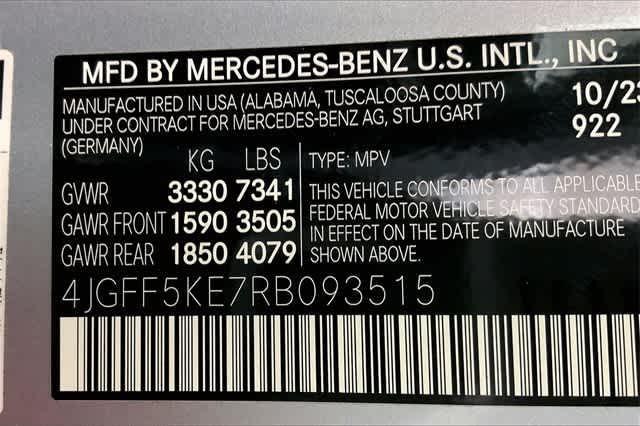 MFD BY MERCEDES-BENZ U.S. INTL., INC
MANUFACTURED IN USA (ALABAMA, TUSCALOOSA COUNTY)
UNDER CONTRACT FOR MERCEDES-BENZ AG, STUTTGART
(GERMANY)
10/23
922
KG LBS
GVWR 3330 7341
GAWR FRONT 1590 3505
GAWR REAR 1850 4079
TYPE: MPV
THIS VEHICLE CONFORMS TO ALL APPLICABLE
FEDERAL MOTOR VEHICLE SAFETY STANDARD
IN EFFECT ON THE DATE OF MANUFACTURE
SHOWN ABOVE.
4JGFF5KE7RB093515